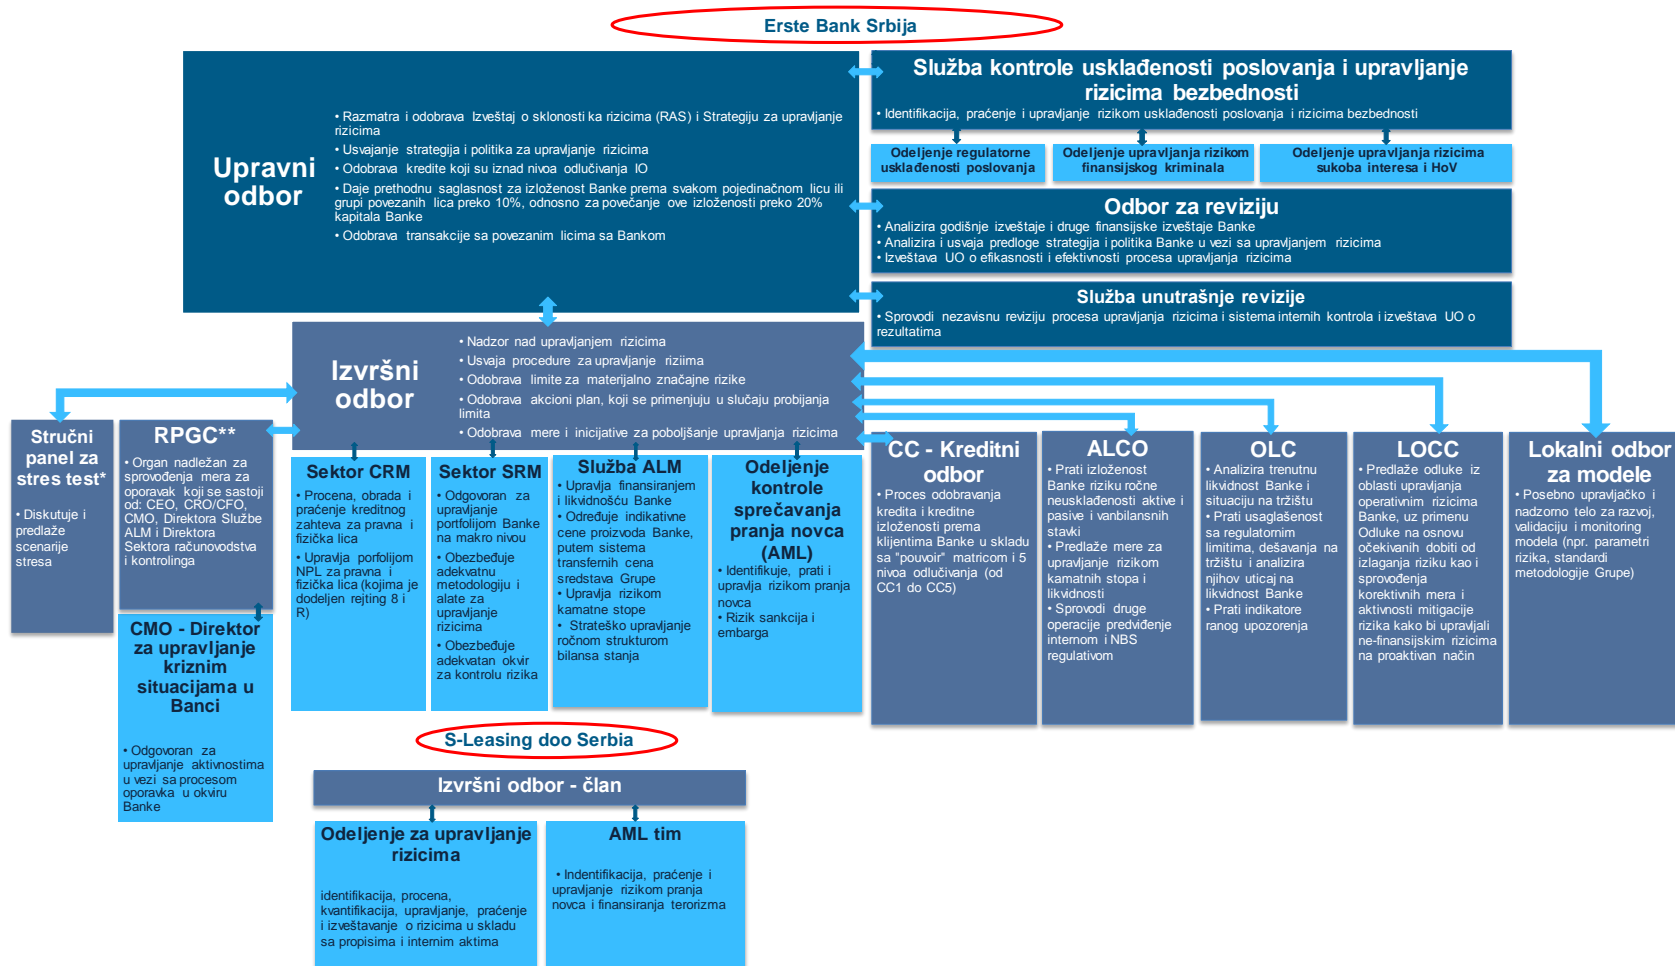 Erste Bank Srbija
Upravni
odbor
• Razmatra i odobrava Izveštaj o sklonosti ka rizicima (RAS) i Strategiju za upravljanje
rizicima
• Usvajanje strategija i politika za upravljanje rizicima
• Odobrava kredite koji su iznad nivoa odlučivanja IO
• Daje prethodnu saglasnost za izloženost Banke prema svakom pojedinačnom licu ili
grupi povezanih lica preko 10%, odnosno za povečanje ove izloženosti preko 20%
kapitala Banke
• Odobrava transakcije sa povezanim licima sa Bankom
Služba kontrole usklađenosti poslovanja i upravljanje
rizicima bezbednosti
• Identifikacija, praćenje i upravljanje rizikom usklađenosti poslovanja i rizicima bezbednosti
Odeljenje regulatorne
usklađenosti poslovanja
Odeljenje upravljanja rizikom
finansijskog kriminala
Odeljenje upravljanja rizicima
sukoba interesa i HoV
Odbor za reviziju
• Analizira godišnje izveštaje i druge finansijske izveštaje Banke
• Analizira i usvaja predloge strategija i politika Banke u vezi sa upravljanjem rizicima
• Izveštava UO o efikasnosti i efektivnosti procesa upravljanja rizicima
Služba unutrašnje revizije
• Sprovodi nezavisnu reviziju procesa upravljanja rizicima i sistema internih kontrola i izveštava UO o
rezultatima
Izvršni
odbor
• Nadzor nad upravljanjem rizicima
• Usvaja procedure za upravljanje riziima
• Odobrava limite za materijalno značajne rizike
• Odobrava akcioni plan, koji se primenjuju u slučaju probijanja
limita
• Odobrava mere i inicijative za poboljšanje upravljanja rizicima
Stručni
panel za
stres test*
• Diskutuje i
predlaže
scenarije
stresa
RPGC**
• Organ nadležan za
sprovođenja mera za
oporavak koji se sastoji
od: CEO, CRO/CFO,
CMO, Direktora Službe
ALM i Direktora
Sektora računovodstva
i kontrolinga
CMO - Direktor
za upravljanje
kriznim
situacijama u
Banci
• Odgovoran za
upravljanje aktivnostima
u vezi sa procesom
oporavka u okviru
Banke
Sektor CRM
• Procena, obrada i
praćenje kreditnog
zahteva za pravna i
fizička lica
• Upravlja porfolijom
NPL za pravna i
fizička lica (kojima je
dodeljen rejting 8 i
R)
Sektor SRM
• Odgovoran za
upravljanje
portfolijom Banke
na makro nivou
• Obezbeđuje
adekvatnu
metodologiju i
alate za
upravljanje
rizicima
• Obezbeđuje
adekvatan okvir
za kontrolu rizika
Služba ALM
• Upravlja finansiranjem
i likvidnošću Banke
• Određuje indikativne
cene proizvoda Banke,
putem sistema
transfernih cena
sredstava Grupe
• Upravlja rizikom
kamatne stope
• Strateško upravljanje
ročnom strukturom
bilansa stanja
Odeljenje
kontrole
sprečavanja
pranja novca
(AML)
• Identifikuje, prati i
upravlja rizikom pranja
novca
• Rizik sankcija i
embarga
CC - Kreditni
odbor
• Proces odobravanja
kredita i kreditne
izloženosti prema
klijentima Banke u skladu
sa "pouvoir" matricom i 5
nivoa odlučivanja (od
CC1 do CC5)
ALCO
• Prati izloženost
Banke riziku ročne
neusklađenosti aktive i
pasive i vanbilansnih
stavki
• Predlaže mere za
upravljanje rizikom
kamatnih stopa i
likvidnosti
• Sprovodi druge
operacije predviđenie
internom i NBS
regulativom
OLC
• Analizira trenutnu
likvidnost Banke i
situaciju na tržištu
• Prati usaglašenost
sa regulatornim
limitima, dešavanja na
tržištu i analizira
njihov uticaj na
likvidnost Banke
• Prati indikatore
ranog upozorenja
LOCC
• Predlaže odluke iz
oblasti upravljanja
operativnim rizicima
Banke, uz primenu
Odluke na osnovu
očekivanih dobiti od
izlaganja riziku kao i
sprovođenja
korektivnih mera i
aktivnosti mitigacije
rizika kako bi upravljali
ne-finansijskim rizicima
na proaktivan način
Lokalni odbor
za modele
• Posebno upravljačko i
nadzorno telo za razvoj,
validaciju i monitoring
modela (npr. parametri
rizika, standardi
metodologije Grupe)
S-Leasing doo Serbia
Izvršni odbor - član
Odeljenje za upravljanje
rizicima
identifikacija, procena,
kvantifikacija, upravljanje, praćenje
i izveštavanje o rizicima u skladu
sa propisima i internim aktima
AML tim
• Indentifikacija, praćenje i
upravljanje rizikom pranja
novca i finansiranja terorizma